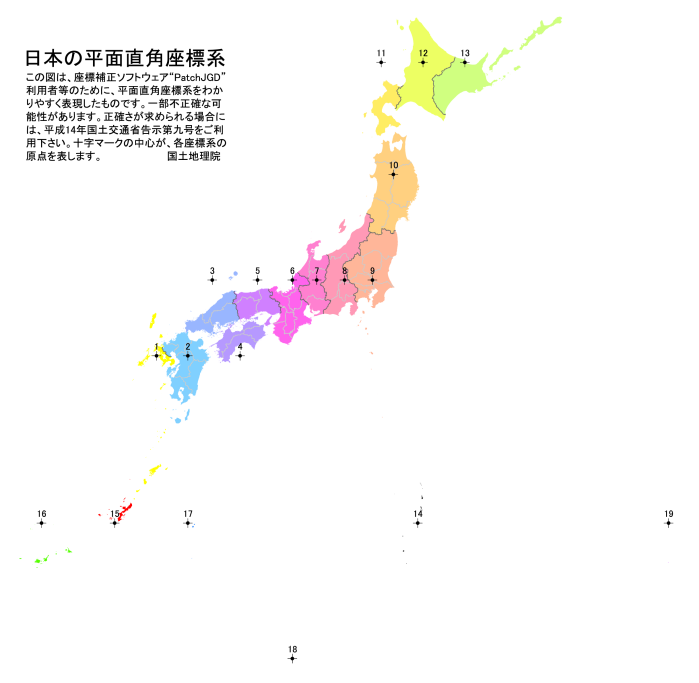 日本の平面直角座標系
この図は、座標補正ソフトウェア“PatchJGD”
利用者等のために、平面直角座標系をわか
りやすく表現したものです。一部不正確な可
能性があります。正確さが求められる場合に
は、平成14年国土交通省告示第九号をご利
用下さい。十字マークの中心が、各座標系の
原点を表します。 国土地理院
11 12 13
10
3 5 6 7 8 9
1 2 4
16 15 17 14 19
18